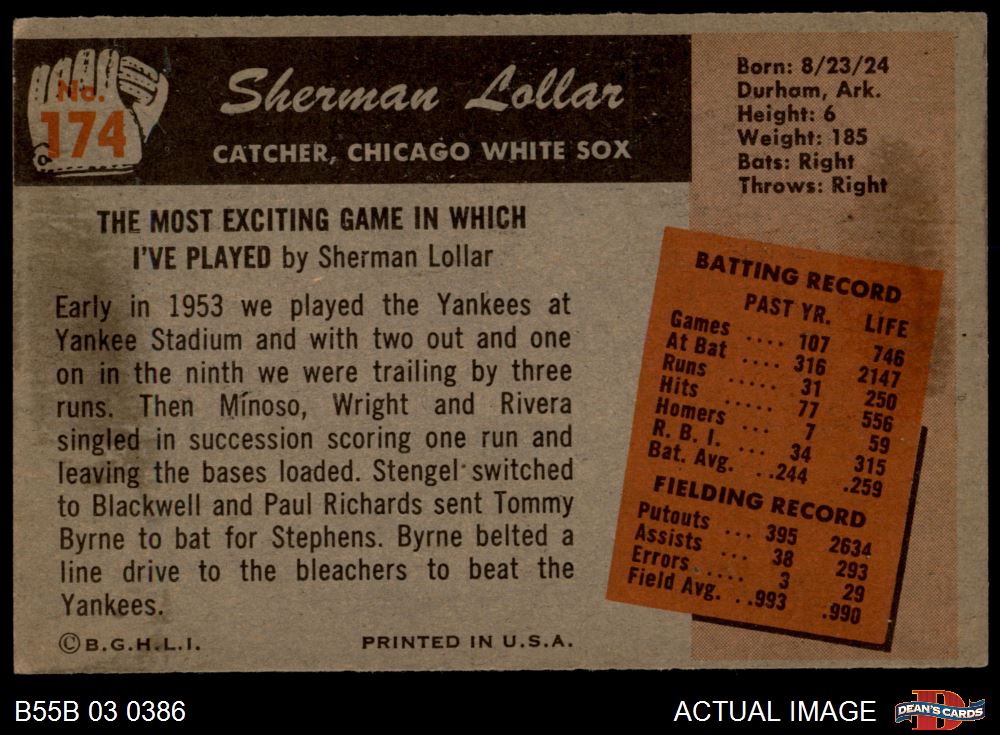 No.
174
Sherman Lollar
CATCHER, CHICAGO WHITE SOX
Born: 8/23/24
Durham, Ark.
Height: 6
Weight: 185
Bats: Right
Throws: Right
THE MOST EXCITING GAME IN WHICH
I'VE PLAYED by Sherman Lollar
Early in 1953 we played the Yankees at
Yankee Stadium and with two out and one
on in the ninth we were trailing by three
runs. Then Mínoso, Wright and Rivera
singled in succession scoring one run and
leaving the bases loaded. Stengel switched
to Blackwell and Paul Richards sent Tommy
Byrne to bat for Stephens. Byrne belted a
line drive to the bleachers to beat the
Yankees.
BATTING RECORD
PAST YR. LIFE
Games .... 107 746
At Bat .... 316 2147
Runs ..... 31 250
Hits ..... 77 556
Homers ... 7 59
R. B. I. .. 34 315
Bat. Avg. ..244 .259
FIELDING RECORD
Putouts ... 395 2634
Assists ... 38 293
Errors ..... 3 29
Field Avg. ..993 .990
©B.G.H.L.I. PRINTED IN U.S.A.
B55B 03 0386 ACTUAL IMAGE
DEAN'S CARDS